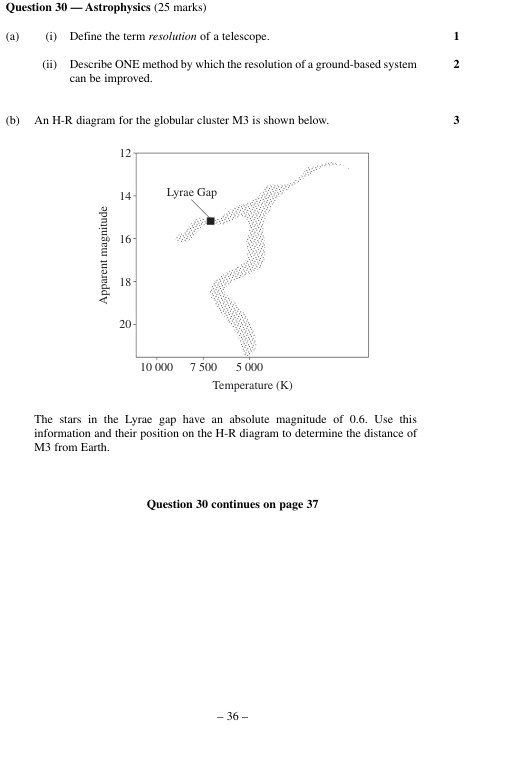 Question 30 — Astrophysics (25 marks)
(a) (i) Define the term resolution of a telescope. 1
(ii) Describe ONE method by which the resolution of a ground-based system 2
can be improved.
(b) An H-R diagram for the globular cluster M3 is shown below. 3
12
Lyrae Gap
14
16
18
20
Apparent magnitude
10 000 7 500 5 000
Temperature (K)
The stars in the Lyrae gap have an absolute magnitude of 0.6. Use this
information and their position on the H-R diagram to determine the distance of
M3 from Earth.
Question 30 continues on page 37
– 36 –